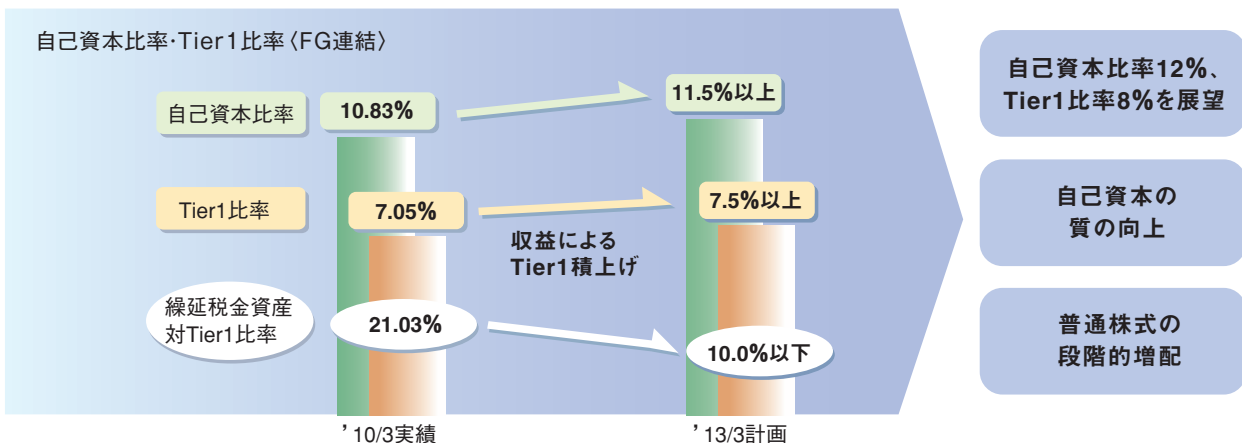 自己資本比率・Tier1比率〈FG連結〉
自己資本比率
10.83%
11.5%以上
Tier1比率
7.05%
7.5%以上
収益による
Tier1積上げ
繰延税金資産
対Tier1比率
21.03%
10.0%以下
’10/3実績
’13/3計画
自己資本比率12%、
Tier1比率8%を展望
自己資本の
質の向上
普通株式の
段階的増配